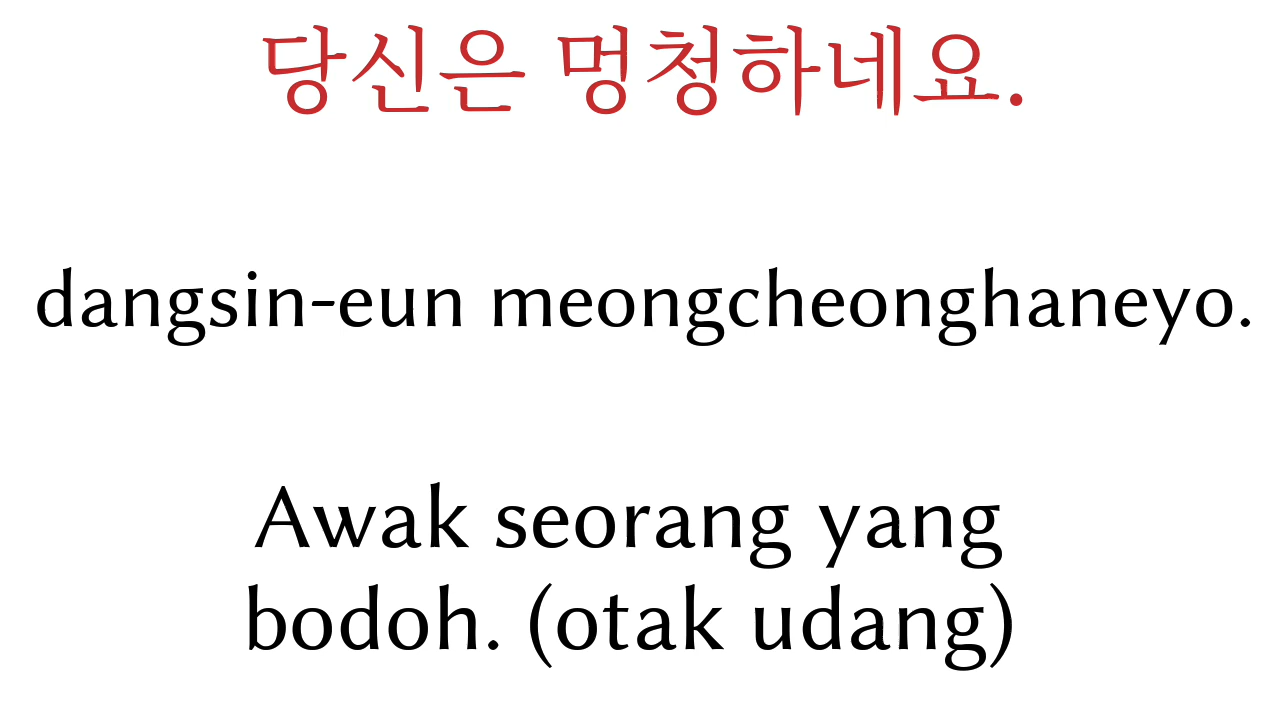 당신은 멍청하네요.
dangsin-eun meongcheonghaneyo.
Awak seorang yang
bodoh. (otak udang)